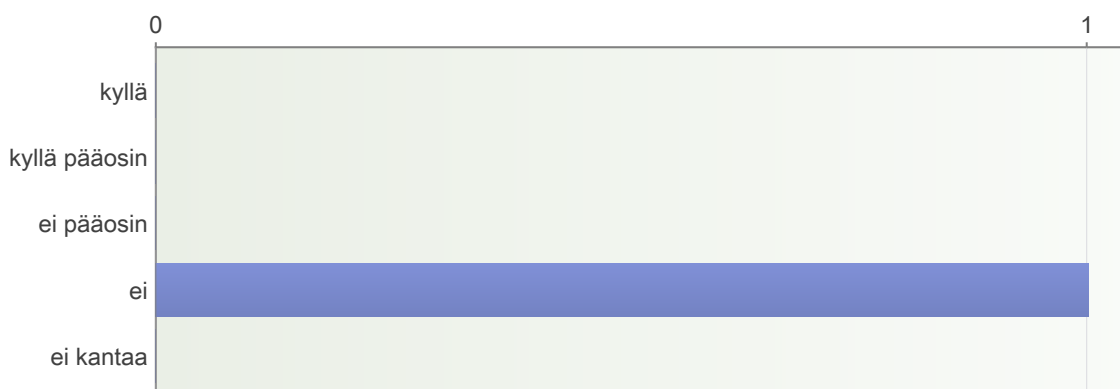 0 1
kyllä
kyllä pääosin
ei pääosin
ei
ei kantaa